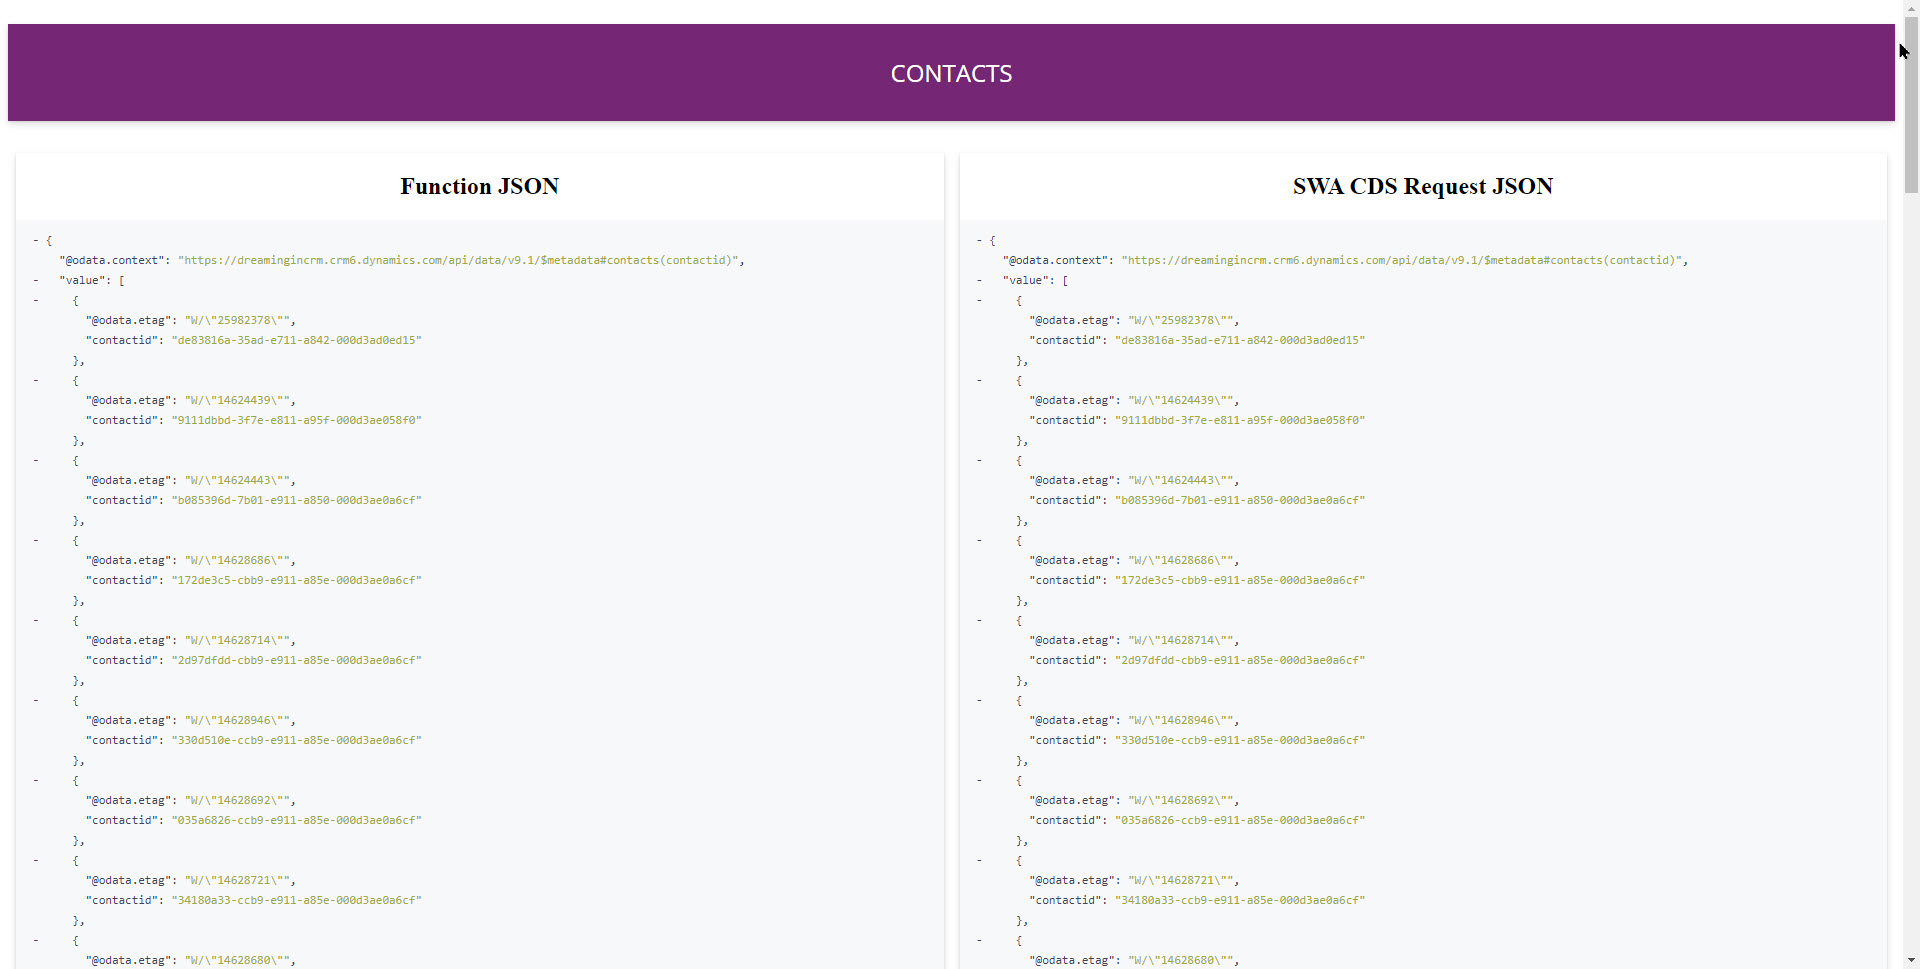 CONTACTS
Function JSON
- {
"@odata.context": "https://dreamingincrm.crm6.dynamics.com/api/data/v9.1/$metadata#contacts(contactid)",
- "value": [
- {
"@odata.etag": "W/\"25982378\"",
"contactid": "de83816a-35ad-e711-a842-000d3ad0ed15"
},
- {
"@odata.etag": "W/\"14624439\"",
"contactid": "9111dbbd-3f7e-e811-a95f-000d3ae058f0"
},
- {
"@odata.etag": "W/\"14624443\"",
"contactid": "b085396d-7b01-e911-a850-000d3ae0a6cf"
},
- {
"@odata.etag": "W/\"14628686\"",
"contactid": "172de3c5-cbb9-e911-a85e-000d3ae0a6cf"
},
- {
"@odata.etag": "W/\"14628714\"",
"contactid": "2d97dfdd-cbb9-e911-a85e-000d3ae0a6cf"
},
- {
"@odata.etag": "W/\"14628946\"",
"contactid": "330d510e-ccb9-e911-a85e-000d3ae0a6cf"
},
- {
"@odata.etag": "W/\"14628692\"",
"contactid": "035a6826-ccb9-e911-a85e-000d3ae0a6cf"
},
- {
"@odata.etag": "W/\"14628721\"",
"contactid": "34180a33-ccb9-e911-a85e-000d3ae0a6cf"
},
- {
"@odata.etag": "W/\"14628680\"",
SWA CDS Request JSON
- {
"@odata.context": "https://dreamingincrm.crm6.dynamics.com/api/data/v9.1/$metadata#contacts(contactid)",
- "value": [
- {
"@odata.etag": "W/\"25982378\"",
"contactid": "de83816a-35ad-e711-a842-000d3ad0ed15"
},
- {
"@odata.etag": "W/\"14624439\"",
"contactid": "9111dbbd-3f7e-e811-a95f-000d3ae058f0"
},
- {
"@odata.etag": "W/\"14624443\"",
"contactid": "b085396d-7b01-e911-a850-000d3ae0a6cf"
},
- {
"@odata.etag": "W/\"14628686\"",
"contactid": "172de3c5-cbb9-e911-a85e-000d3ae0a6cf"
},
- {
"@odata.etag": "W/\"14628714\"",
"contactid": "2d97dfdd-cbb9-e911-a85e-000d3ae0a6cf"
},
- {
"@odata.etag": "W/\"14628946\"",
"contactid": "330d510e-ccb9-e911-a85e-000d3ae0a6cf"
},
- {
"@odata.etag": "W/\"14628692\"",
"contactid": "035a6826-ccb9-e911-a85e-000d3ae0a6cf"
},
- {
"@odata.etag": "W/\"14628721\"",
"contactid": "34180a33-ccb9-e911-a85e-000d3ae0a6cf"
},
- {
"@odata.etag": "W/\"14628680\"",